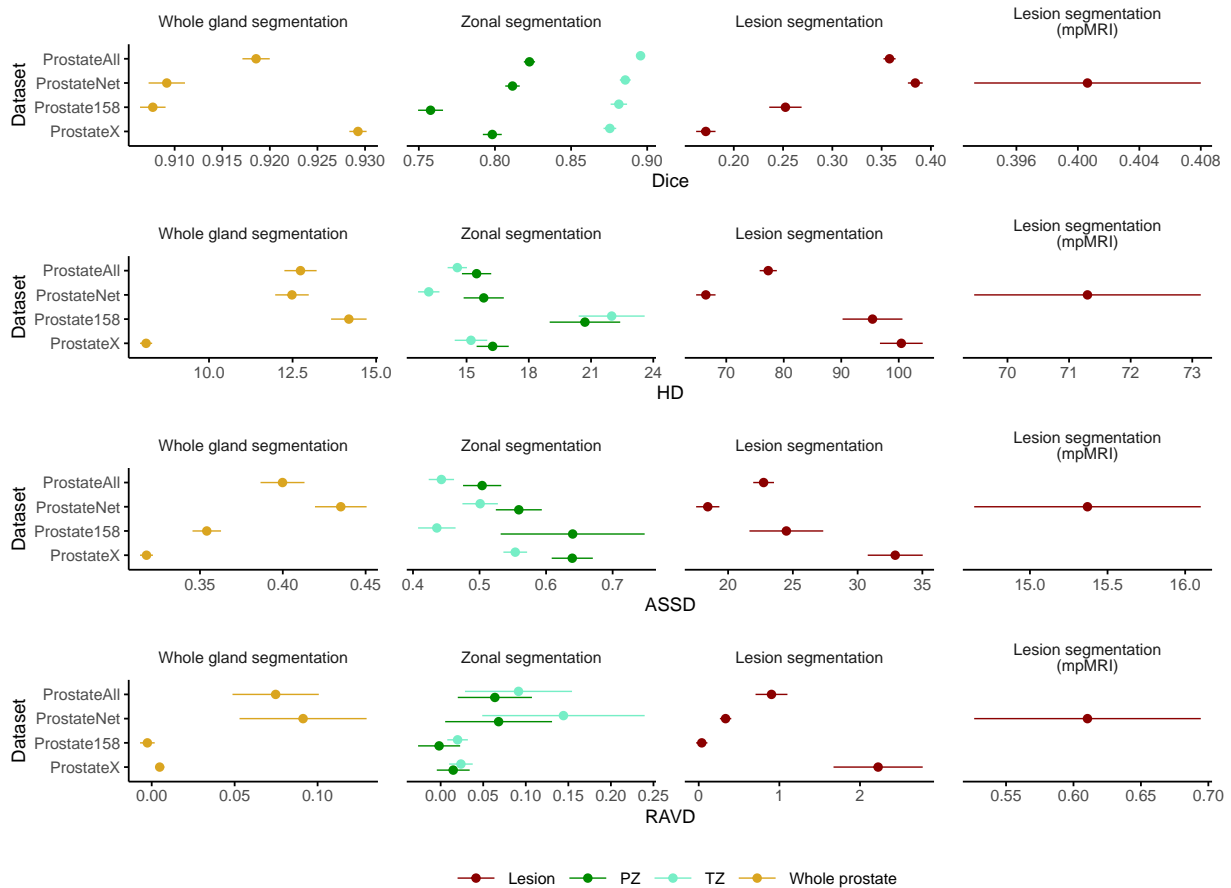 Whole gland segmentation Zonal segmentation Lesion segmentation Lesion segmentation
(mpMRI)
Dataset
ProstateAll
ProstateNet
Prostate158
ProstateX
0.910 0.915 0.920 0.925 0.930 0.75 0.80 0.85 0.90 0.20 0.25 0.30 0.35 0.40 0.396 0.400 0.404 0.408
Dice
Whole gland segmentation Zonal segmentation Lesion segmentation Lesion segmentation
(mpMRI)
Dataset
ProstateAll
ProstateNet
Prostate158
ProstateX
10.0 12.5 15.0 15 18 21 24 70 80 90 100 70 71 72 73
HD
Whole gland segmentation Zonal segmentation Lesion segmentation Lesion segmentation
(mpMRI)
Dataset
ProstateAll
ProstateNet
Prostate158
ProstateX
0.35 0.40 0.45 0.4 0.5 0.6 0.7 20 25 30 35 15.0 15.5 16.0
ASSD
Whole gland segmentation Zonal segmentation Lesion segmentation Lesion segmentation
(mpMRI)
Dataset
ProstateAll
ProstateNet
Prostate158
ProstateX
0.00 0.05 0.10 0.00 0.05 0.10 0.15 0.20 0.25 0 1 2 0.55 0.60 0.65 0.70
RAVD
Lesion PZ TZ Whole prostate